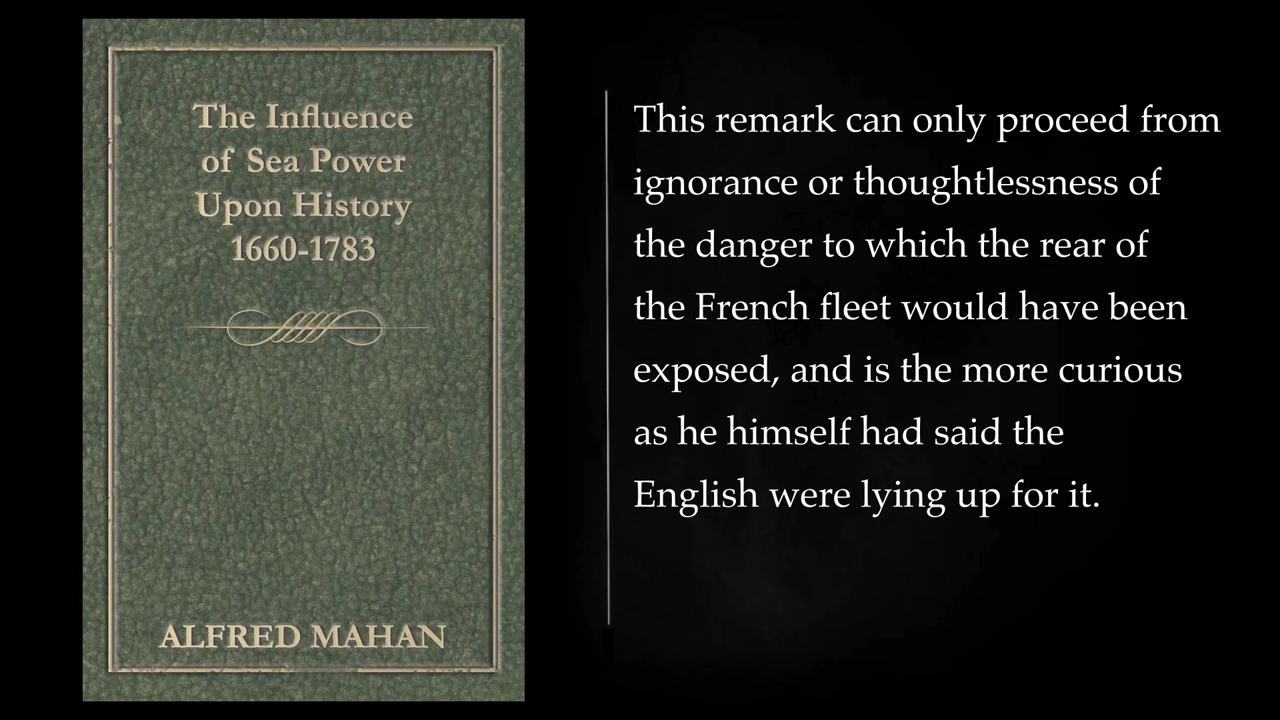 The Influence
of Sea Power
Upon History
1660-1783
ALFRED MAHAN
This remark can only proceed from
ignorance or thoughtlessness of
the danger to which the rear of
the French fleet would have been
exposed, and is the more curious
as he himself had said the
English were lying up for it.